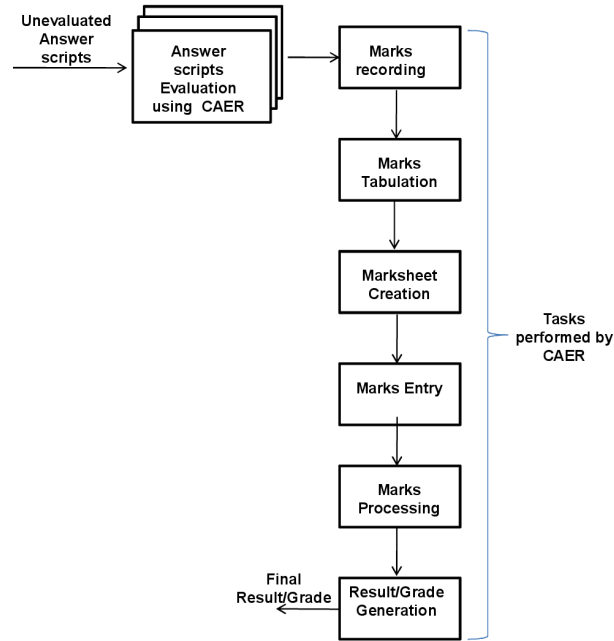 Unevaluated
Answer
scripts
Answer
scripts
Evaluation
using CAER
Marks
recording
Marks
Tabulation
Marksheet
Creation
Marks Entry
Marks
Processing
Result/Grade
Generation
Final
Result/Grade
Tasks
performed by
CAER